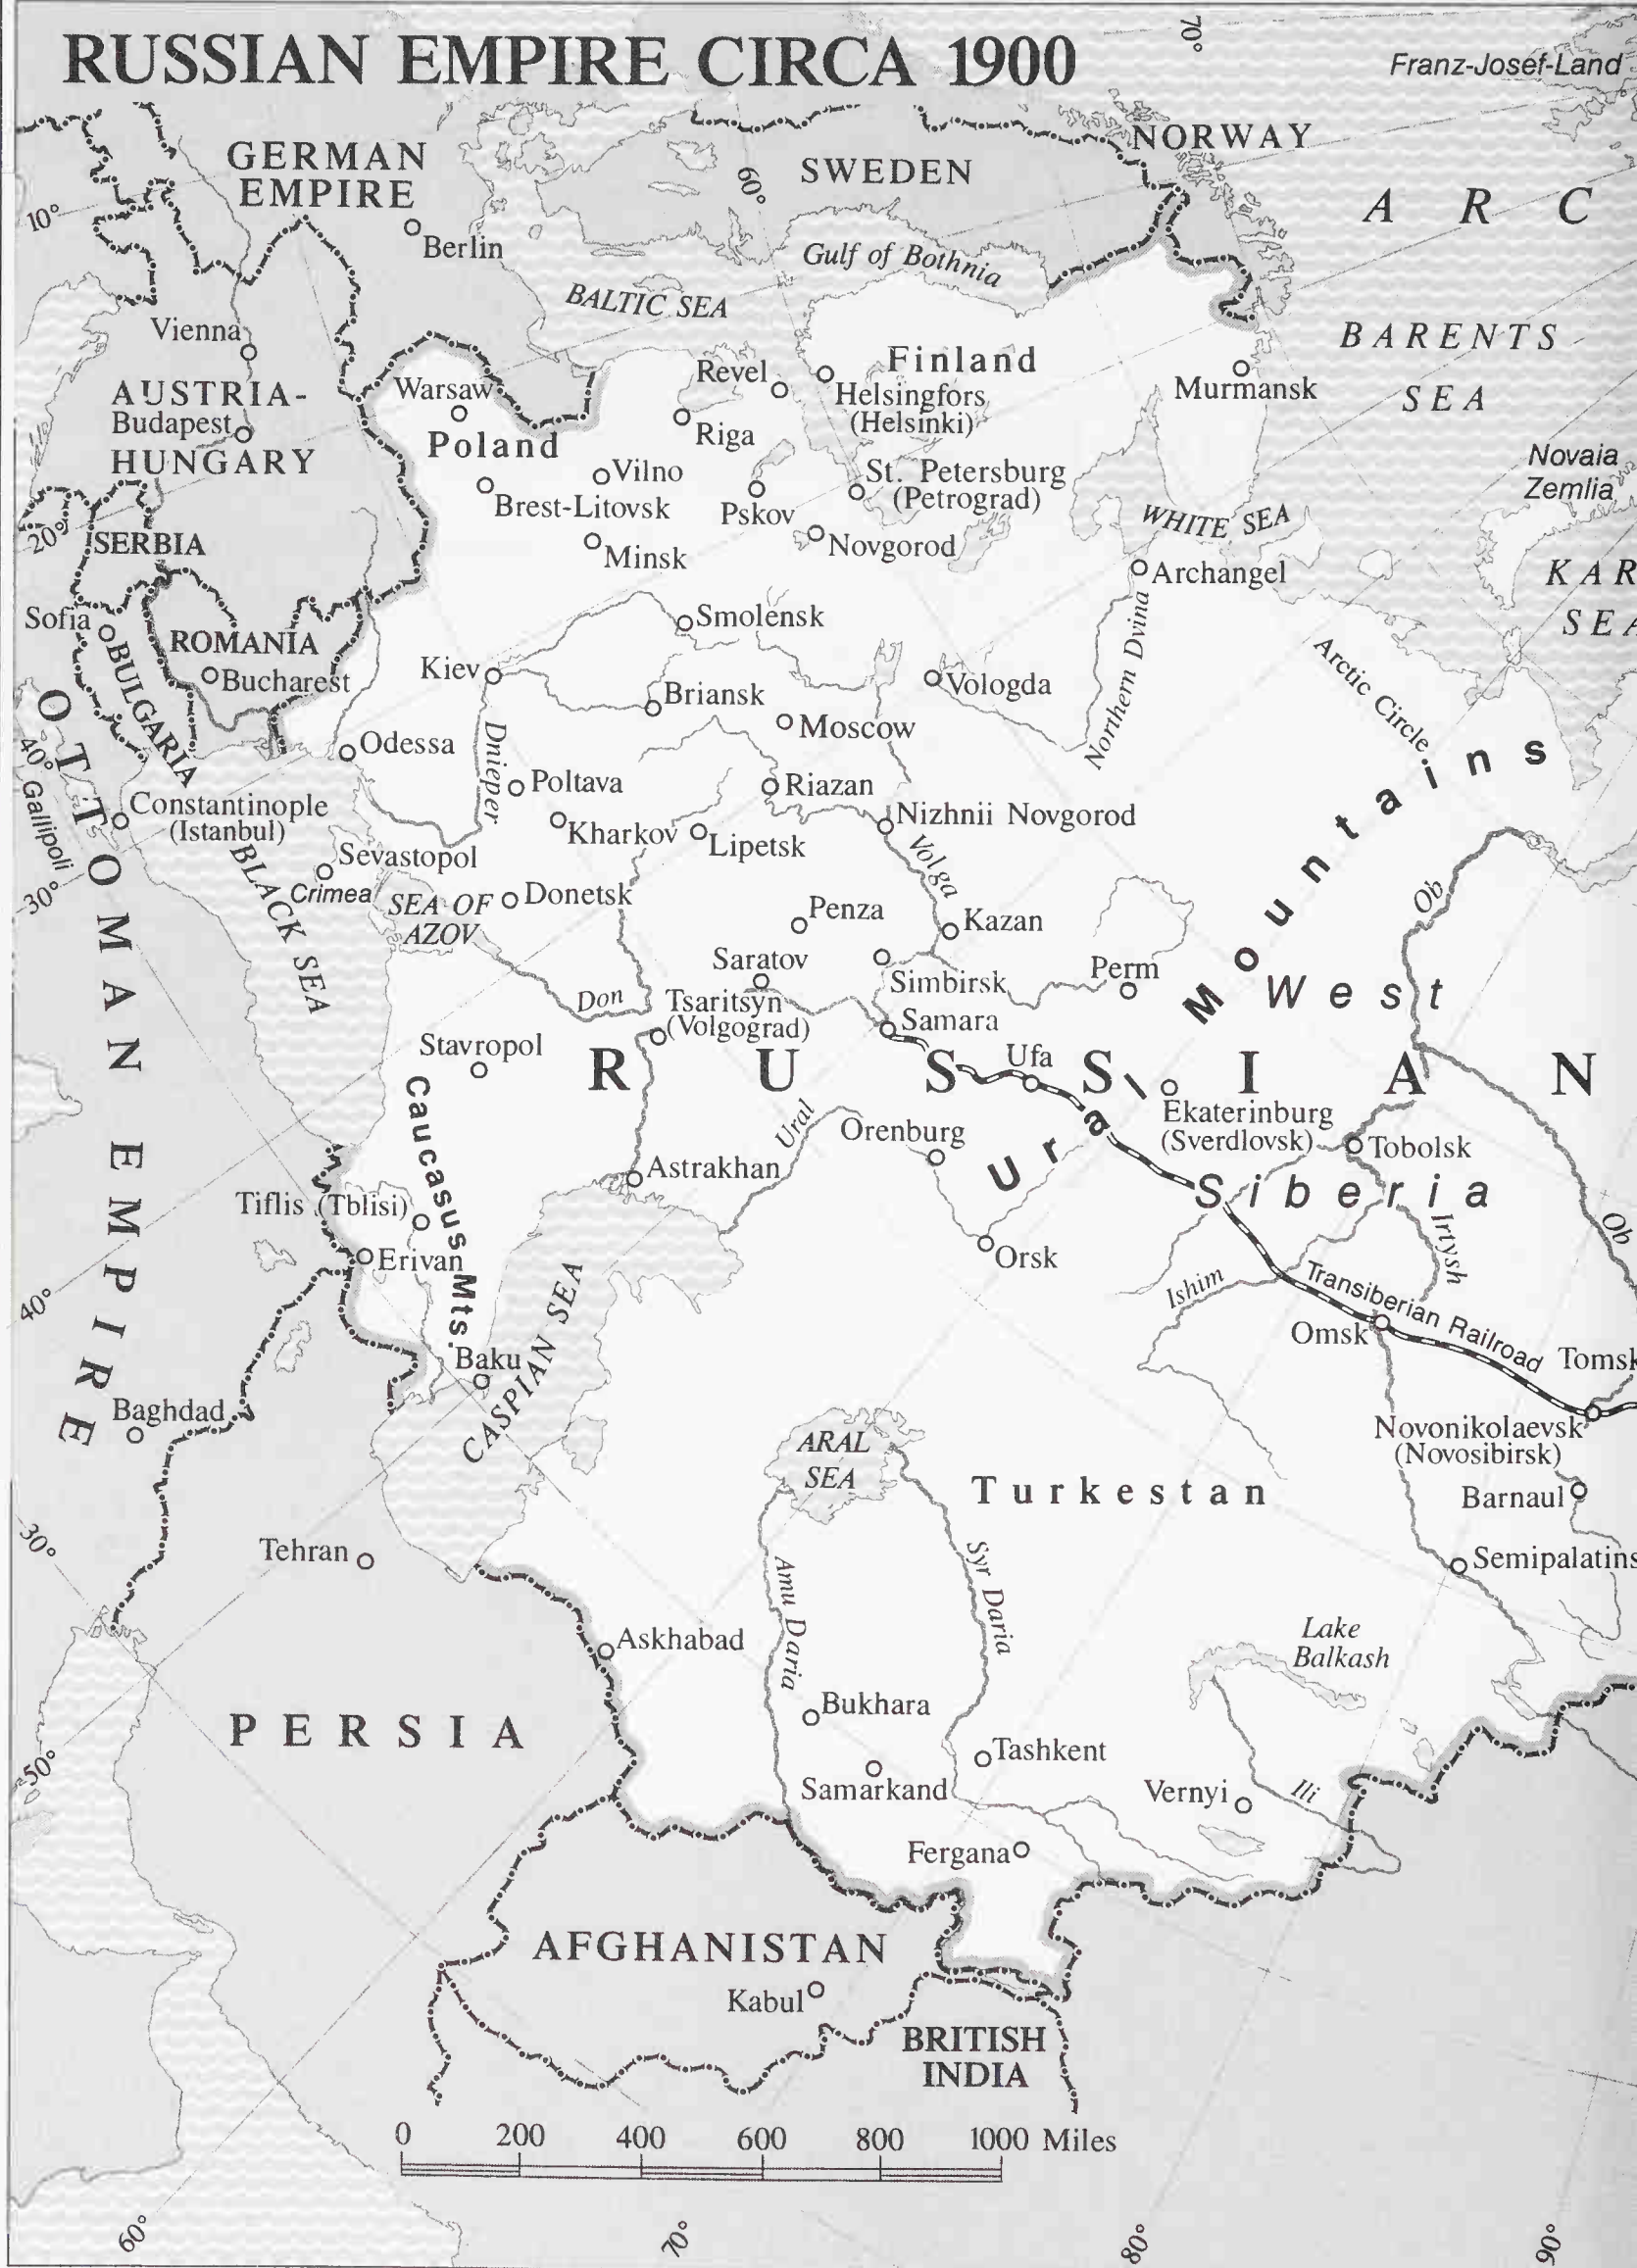 RUSSIAN EMPIRE CIRCA 1900
70°
Franz-Josef-Land
NORWAY
GERMAN
EMPIRE
SWEDEN
60°
A R C
10°
Berlin
Gulf of Bothnia
BALTIC SEA
BARENTS
SEA
Vienna
Finland
Revel
Helsingfors
(Helsinki)
Murmansk
AUSTRIA-
Budapest
HUNGARY
Warsaw
Poland
Riga
Vilno
Brest-Litovsk
St. Petersburg
(Petrograd)
Pskov
Novgorod
Minsk
Novaia
Zemlia
WHITE SEA
Archangel
KAR
SEA
20°
SERBIA
Sofia
ROMANIA
Bucharest
BULGARIA
Smolensk
Kiev
Briansk
Vologda
Northern Dvina
Arctic Circle
Moscow
Odessa
Dnieper
Poltava
Riazan
Nizhnii Novgorod
Kharkov
Lipetsk
Volga
40°
Gallipoli
Constantinople
(Istanbul)
OTTOMAN EMPIRE
30°
BLACK SEA
Sevastopol
Crimea
SEA OF
AZOV
Donetsk
Penza
Kazan
Ob
Saratov
Simbirsk
Perm
Ural Mountains
West
Siberia
Don
Tsaritsyn
(Volgograd)
Samara
Stavropol
Ufa
RUSSIAN
Caucasus Mts.
Ural
Orenburg
Ekaterinburg
(Sverdlovsk)
Tobolsk
Astrakhan
Tiflis (Tblisi)
Erivan
Orsk
Irtysh
Ob
Ishim
Transiberian Railroad
Omsk
Tomsk
40°
Baku
CASPIAN SEA
Baghdad
ARAL
SEA
Novonikolaevsk
(Novosibirsk)
Turkestan
Barnaul
30°
Tehran
Semipalatins
Amu Daria
Syr Daria
Askhabad
Lake
Balkash
PERSIA
Bukhara
50°
Tashkent
Samarkand
Vernyi
Ili
Fergana
AFGHANISTAN
Kabul
BRITISH
INDIA
0 200 400 600 800 1000 Miles
60°
70°
80°
90°